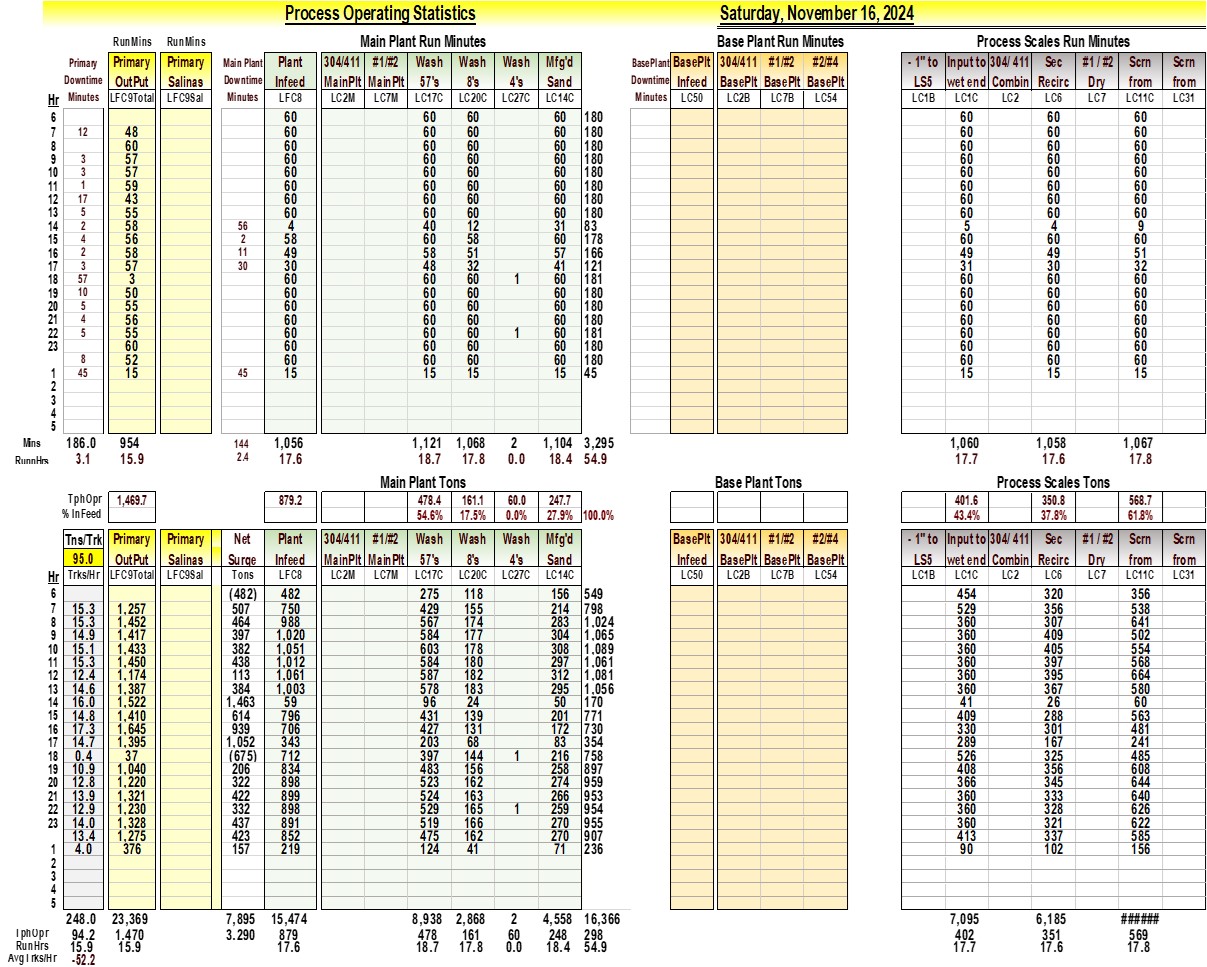 Process Operating Statistics Saturday, November 16, 2024
RunMins RunMins Main Plant Run Minutes Base Plant Run Minutes Process Scales Run Minutes
Primary Primary Primary Main Plant Plant 304/411 #1/#2 Wash Wash Wash Mfg'd BasePlant BasePlt 304/411 #1/#2 #2/#4 - 1" to Input to 304/ 411 Sec #1 / #2 Scrn Scrn
Downtime OutPut Salinas Downtime Infeed MainPlt MainPlt 57's 8's 4's Sand Downtime Infeed BasePlt BasePlt BasePlt LS5 wet end Combin Recirc Dry from from
Hr Minutes LFC9Total LFC9Sal Minutes LFC8 LC2M LC7M LC17C LC20C LC27C LC14C Minutes LC50 LC2B LC7B LC54 LC1B LC1C LC2 LC6 LC7 LC11C LC31
6 60 60 60 60 180 60 60 60
7 12 48 60 60 60 60 180 60 60 60
8 60 60 60 60 60 180 60 60 60
9 3 57 60 60 60 60 180 60 60 60
10 3 57 60 60 60 60 180 60 60 60
11 1 59 60 60 60 60 180 60 60 60
12 17 43 60 60 60 60 180 60 60 60
13 5 55 60 60 60 60 180 60 60 60
14 2 58 56 4 40 12 31 83 5 4 9
15 4 56 2 58 60 58 60 178 60 60 60
16 2 58 11 49 58 51 57 166 49 49 51
17 3 57 30 30 48 32 41 121 31 30 32
18 57 3 60 60 60 1 60 181 60 60 60
19 10 50 60 60 60 60 180 60 60 60
20 5 55 60 60 60 60 180 60 60 60
21 4 56 60 60 60 60 180 60 60 60
22 5 55 60 60 60 1 60 181 60 60 60
23 60 60 60 60 60 180 60 60 60
8 52 60 60 60 60 180 60 60 60
1 45 15 45 15 15 15 15 45 15 15 15
2
3
4
5
Mins 186.0 954 144 1,056 1,121 1,068 2 1,104 3,295 1,060 1,058 1,067
RunnHrs 3.1 15.9 2.4 17.6 18.7 17.8 0.0 18.4 54.9 17.7 17.6 17.8
Main Plant Tons Base Plant Tons Process Scales Tons
TphOpr 1,469.7 879.2 478.4 161.1 60.0 247.7 401.6 350.8 568.7
% InFeed 54.6% 17.5% 0.0% 27.9% 100.0% 43.4% 37.8% 61.8%
Tns/Trk Primary Primary Net Plant 304/411 #1/#2 Wash Wash Wash Mfg'd BasePlt 304/411 #1/#2 #2/#4 - 1" to Input to 304/ 411 Sec #1 / #2 Scrn Scrn
95.0 OutPut Salinas Surge Infeed MainPlt MainPlt 57's 8's 4's Sand Infeed BasePlt BasePlt BasePlt LS5 wet end Combin Recirc Dry from from
Hr Trks/Hr LFC9Total LFC9Sal Tons LFC8 LC2M LC7M LC17C LC20C LC27C LC14C LC50 LC2B LC7B LC54 LC1B LC1C LC2 LC6 LC7 LC11C LC31
6 (482) 482 275 118 156 549 454 320 356
7 15.3 1,257 507 750 429 155 214 798 529 356 538
8 15.3 1,452 464 988 567 174 283 1,024 360 307 641
9 14.9 1,417 397 1,020 584 177 304 1,065 360 409 502
10 15.1 1,433 382 1,051 603 178 308 1,089 360 405 554
11 15.3 1,450 438 1,012 584 180 297 1,061 360 397 568
12 12.4 1,174 113 1,061 587 182 312 1,081 360 395 664
13 14.6 1,387 384 1,003 578 183 295 1,056 360 367 580
14 16.0 1,522 1,463 59 96 24 50 170 41 26 60
15 14.8 1,410 614 796 431 139 201 771 409 288 563
16 17.3 1,645 939 706 427 131 172 730 330 301 481
17 14.7 1,395 1,052 343 203 68 83 354 289 167 241
18 0.4 37 (675) 712 397 144 1 216 758 526 325 485
19 10.9 1,040 206 834 483 156 258 897 408 356 608
20 12.8 1,220 322 898 523 162 274 959 366 345 644
21 13.9 1,321 422 899 524 163 266 953 360 333 640
22 12.9 1,230 332 898 529 165 1 259 954 360 328 626
23 14.0 1,328 437 891 519 166 270 955 360 321 622
13.4 1,275 423 852 475 162 270 907 413 337 585
1 4.0 376 157 219 124 41 71 236 90 102 156
2
3
4
5
248.0 23,369 7,895 15,474 8,938 2,868 2 4,558 16,366 7,095 6,185 ######
TphOpr 94.2 1,470 3.290 879 478 161 60 248 298 402 351 569
RunHrs 15.9 15.9 17.6 18.7 17.8 0.0 18.4 54.9 17.7 17.6 17.8
AvgTrks/Hr -52.2